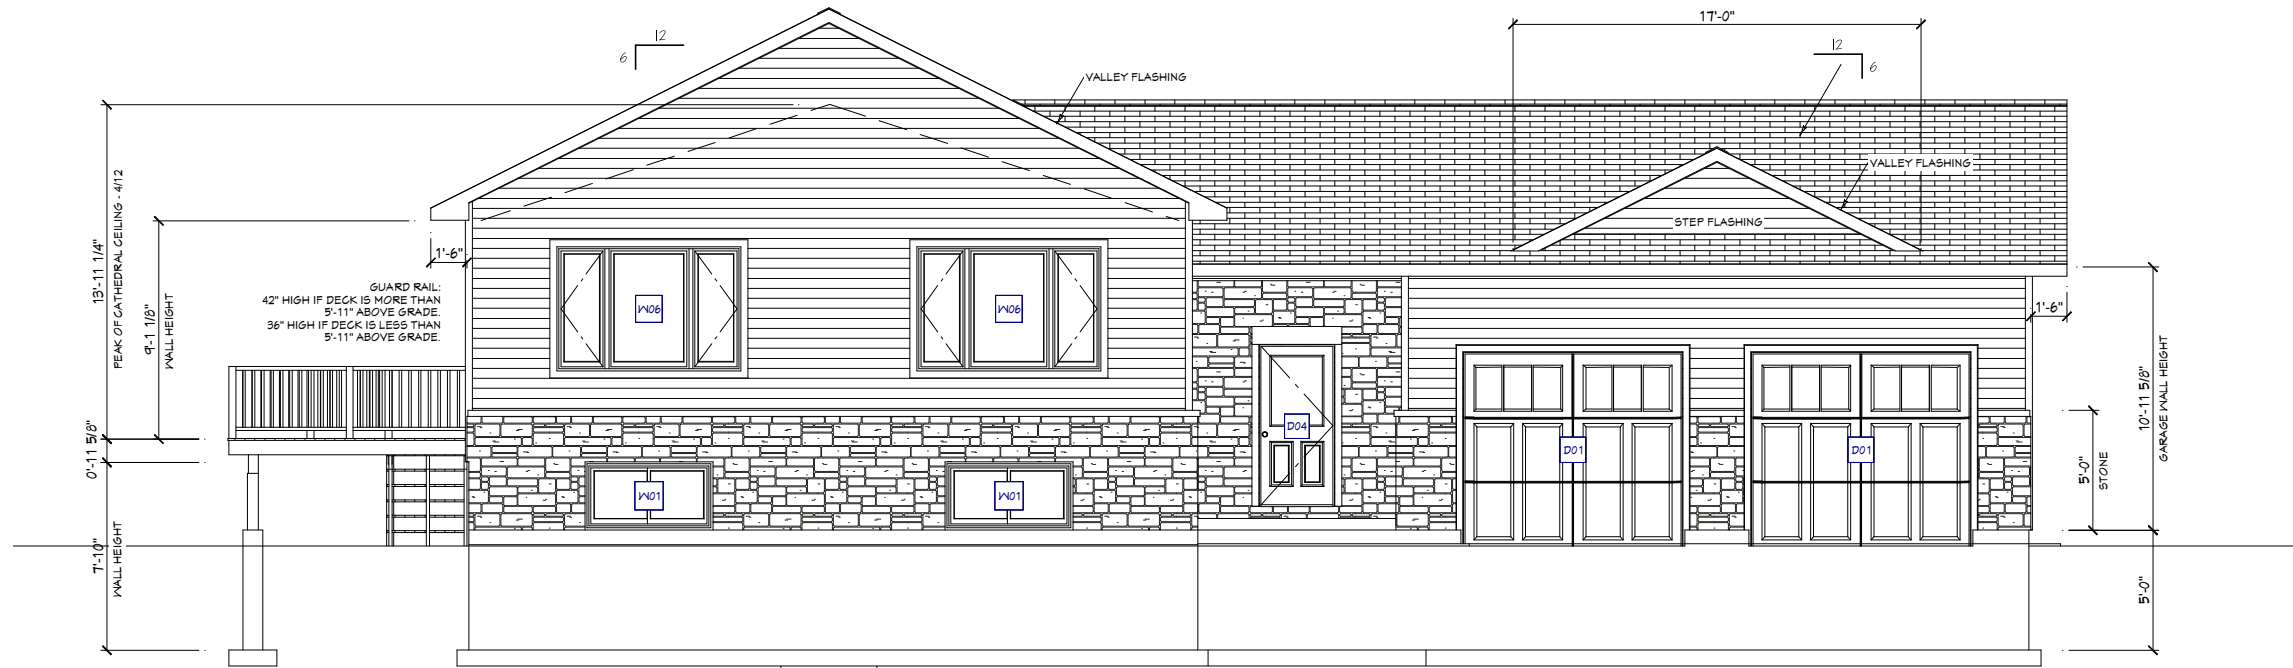 17'-0"
12
6
12
6
VALLEY FLASHING
VALLEY FLASHING
STEP FLASHING
13'-11 1/4"
PEAK OF CATHEDRAL CEILING - 4/12
9'-1 1/8"
WALL HEIGHT
1'-6"
GUARD RAIL:
42" HIGH IF DECK IS MORE THAN
5'-11" ABOVE GRADE.
36" HIGH IF DECK IS LESS THAN
5'-11" ABOVE GRADE.
W06
W06
1'-6"
10'-11 5/8"
GARAGE WALL HEIGHT
D04
D01
D01
0'-11 5/8"
W01
W01
5'-0"
STONE
7'-10"
WALL HEIGHT
5'-0"